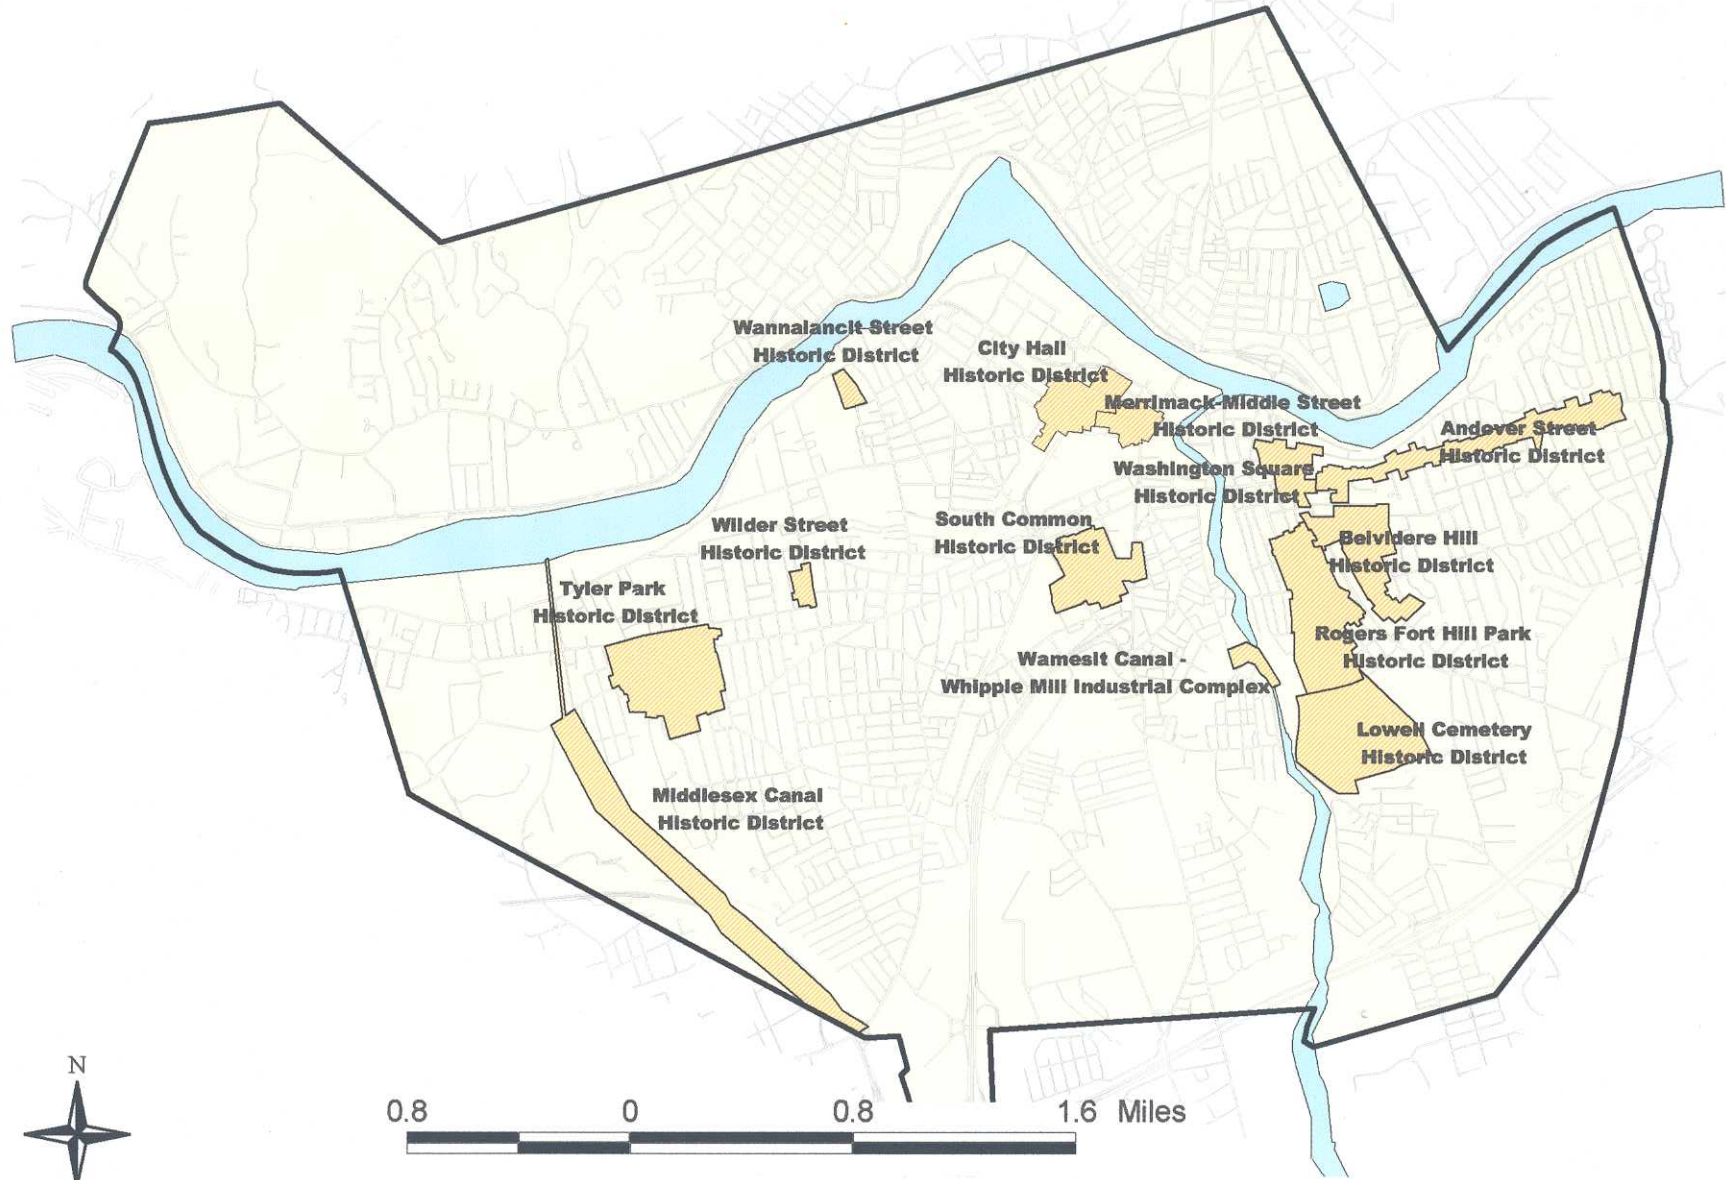 Wannalancit Street
Historic District
City Hall
Historic District
Merrimack-Middle Street
Historic District
Andover Street
Historic District
Washington Square
Historic District
Wilder Street
Historic District
South Common
Historic District
Belvidere Hill
Historic District
Tyler Park
Historic District
Rogers Fort Hill Park
Historic District
Wamesit Canal -
Whipple Mill Industrial Complex
Lowell Cemetery
Historic District
Middlesex Canal
Historic District
N
0.8 0 0.8 1.6 Miles